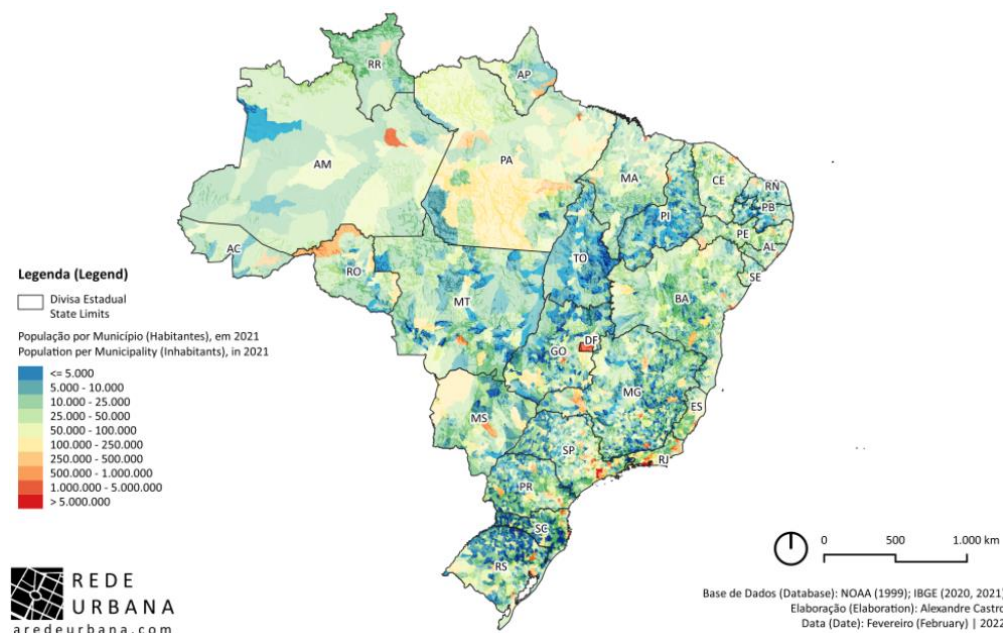 RR
AP
AM
PA
MA
CE
RN
PB
PI
PE
AL
AC
SE
RO
TO
BA
MT
DF
GO
MG
MS
ES
SP
RJ
PR
SC
RS
Legenda (Legend)
Divisa Estadual
State Limits
População por Município (Habitantes), em 2021
Population per Municipality (Inhabitants), in 2021
<= 5.000
5.000 - 10.000
10.000 - 25.000
25.000 - 50.000
50.000 - 100.000
100.000 - 250.000
250.000 - 500.000
500.000 - 1.000.000
1.000.000 - 5.000.000
> 5.000.000
0 500 1.000 km
REDE
URBANA
aredeurbana.com
Base de Dados (Database): NOAA (1999); IBGE (2020, 2021)
Elaboração (Elaboration): Alexandre Castro
Data (Date): Fevereiro (February) | 2022